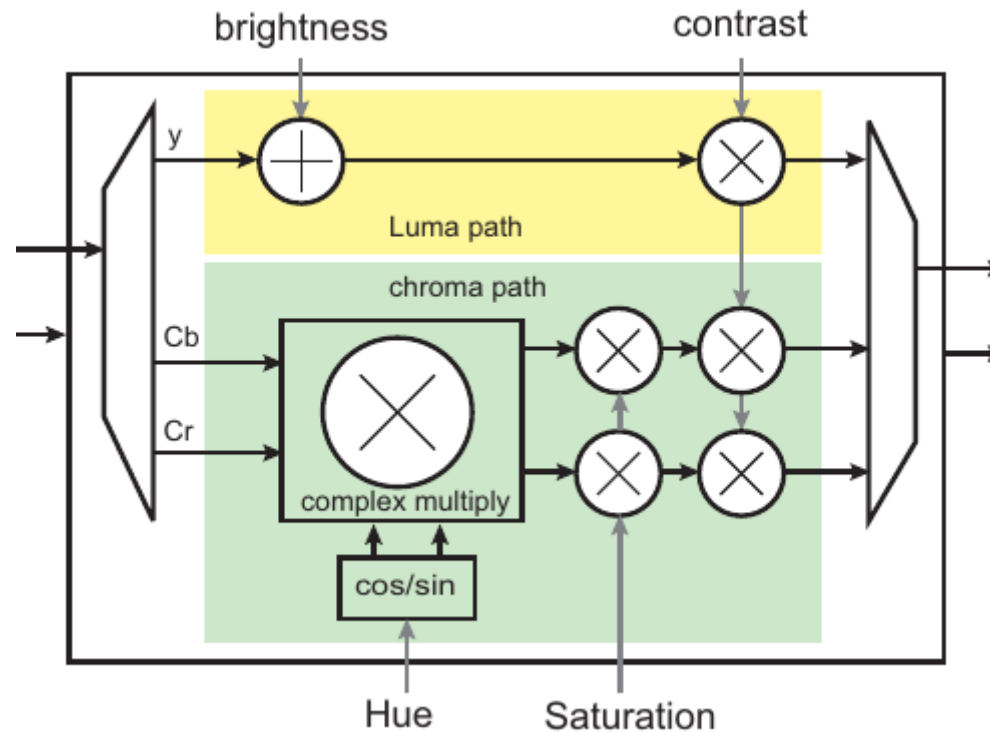 brightness
contrast
y
Luma path
chroma path
Cb
Cr
complex multiply
cos/sin
Hue
Saturation